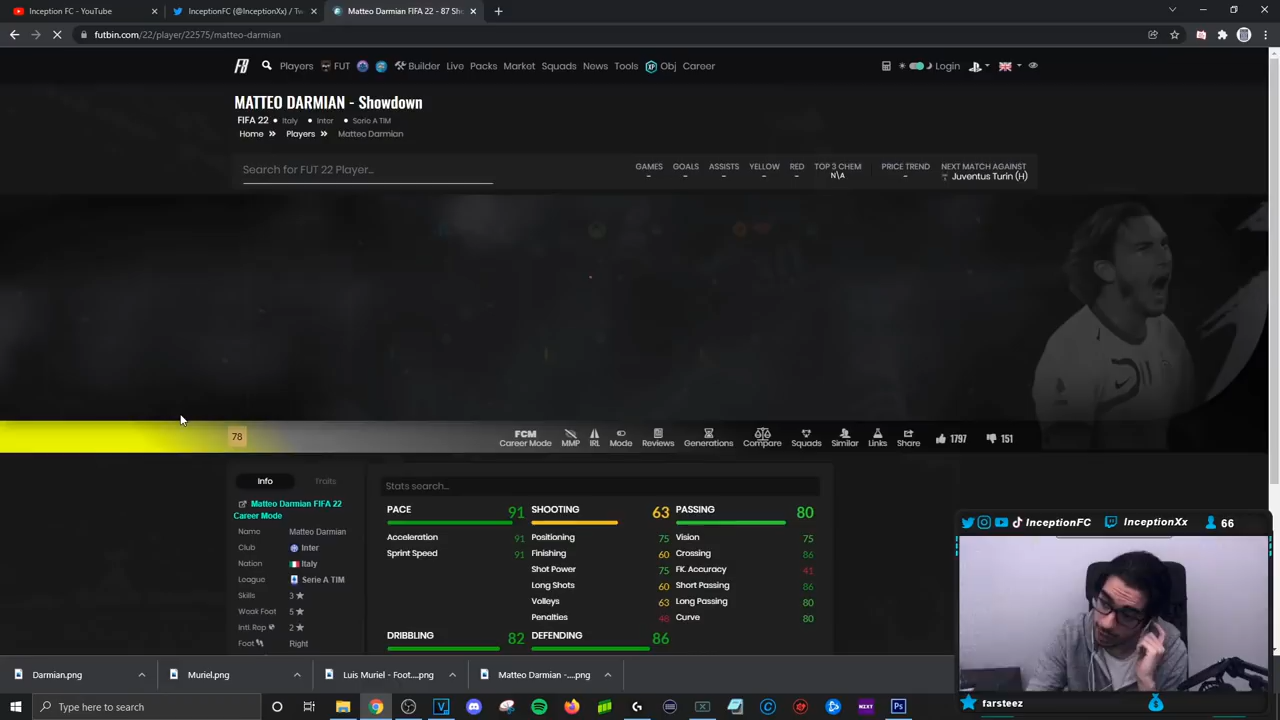 Inception FC - YouTube
InceptionFC (@InceptionXx) / Tw
Matteo Darmian FIFA 22 - 87 Sh
futbin.com/22/player/22575/matteo-darmian
Players FUT Builder Live Packs Market Squads News Tools Obj Career Login
MATTEO DARMIAN - Showdown
FIFA 22 • Italy • Inter • Serie A TIM
Home » Players » Matteo Darmian
Search for FUT 22 Player...
GAMES GOALS ASSISTS YELLOW RED TOP 3 CHEM PRICE TREND NEXT MATCH AGAINST
- - - - - N\A - Juventus Turin (H)
78
FCM
Career Mode MMP IRL Mode Reviews Generations Compare Squads Similar Links Share 1797 151
Info Traits
Stats search...
Matteo Darmian FIFA 22
Career Mode
Name Matteo Darmian
Club Inter
Nation Italy
League Serie A TIM
Skills 3
Weak Foot 5
Intl. Rep 2
Foot Right
PACE 91
Acceleration 91
Sprint Speed 91
SHOOTING 63
Positioning 75
Finishing 60
Shot Power 75
Long Shots 60
Volleys 63
Penalties 48
PASSING 80
Vision 75
Crossing 86
FK. Accuracy 41
Short Passing 86
Long Passing 80
Curve 80
DRIBBLING 82
DEFENDING 86
InceptionFC InceptionXx 66
farsteez
Darmian.png
Muriel.png
Luis Muriel - Foot....png
Matteo Darmian -....png
Type here to search